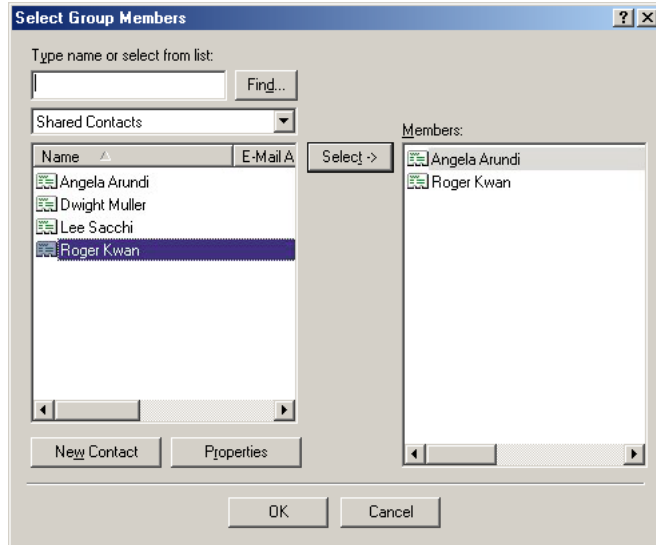 Select Group Members
Type name or select from list:
Find...
Shared Contacts
Members:
Name E-Mail A
Select ->
Angela Arundi
Dwight Muller
Lee Sacchi
Roger Kwan
Angela Arundi
Roger Kwan
New Contact Properties
OK Cancel